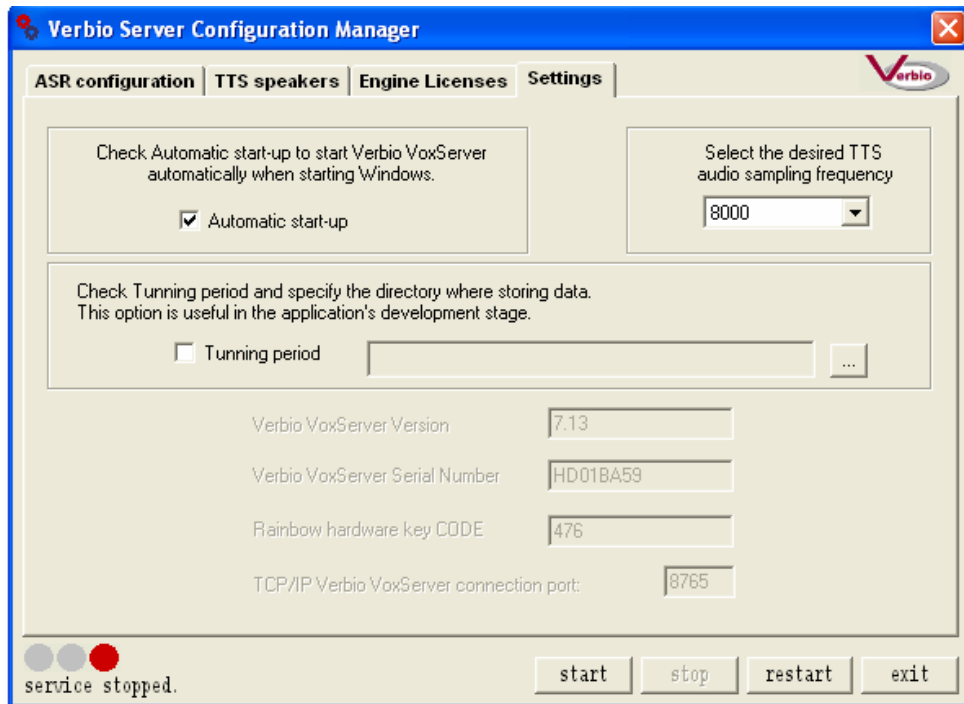 Verbio Server Configuration Manager
ASR configuration TTS speakers Engine Licenses Settings
Verbio
Check Automatic start-up to start Verbio VoxServer
automatically when starting Windows.
Automatic start-up
Select the desired TTS
audio sampling frequency
8000
Check Tunning period and specify the directory where storing data.
This option is useful in the application's development stage.
Tunning period
...
Verbio VoxServer Version 7.13
Verbio VoxServer Serial Number HD01BA59
Rainbow hardware key CODE 476
TCP/IP Verbio VoxServer connection port: 8765
service stopped.
start stop restart exit